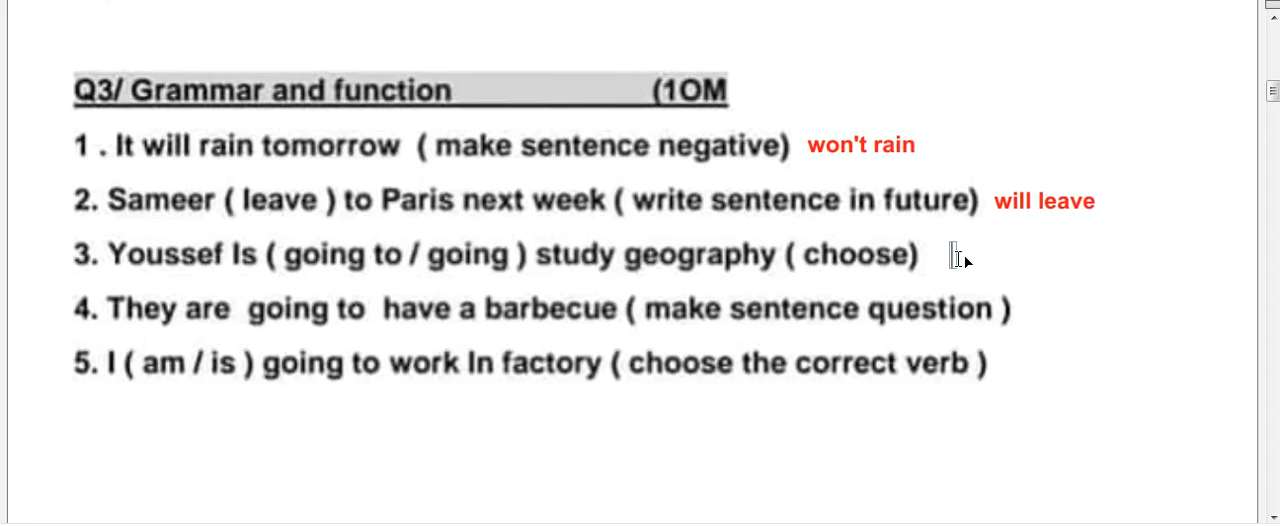 Q3/ Grammar and function (1OM
1 . It will rain tomorrow ( make sentence negative) won't rain
2. Sameer ( leave ) to Paris next week ( write sentence in future) will leave
3. Youssef Is ( going to / going ) study geography ( choose)
4. They are going to have a barbecue ( make sentence question )
5. I ( am / is ) going to work In factory ( choose the correct verb )